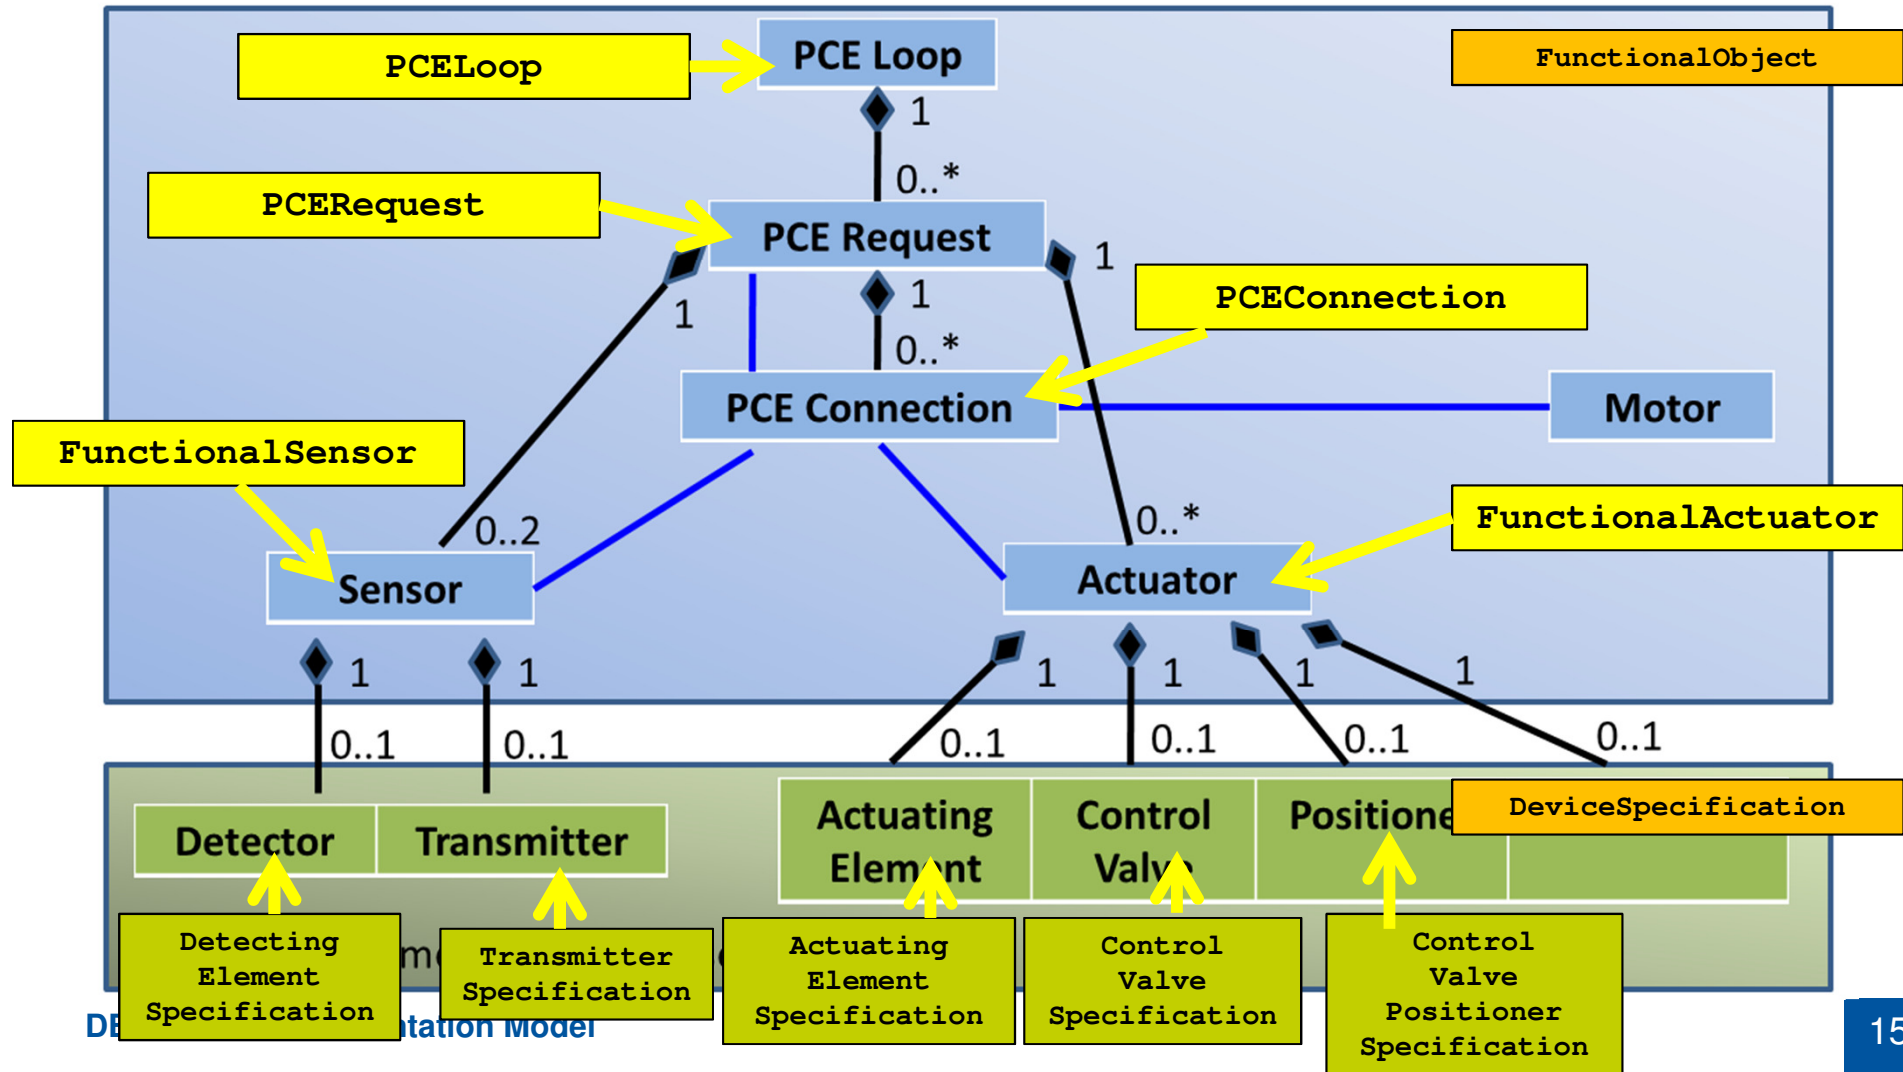 PCE Loop
PCELoop
FunctionalObject
1
0..*
PCERequest
PCE Request
1
1
1
PCEConnection
0..*
PCE Connection
Motor
FunctionalSensor
FunctionalActuator
0..2
0..*
Sensor
Actuator
1
1
1
1
1
1
0..1
0..1
0..1
0..1
0..1
0..1
Detector
Transmitter
Actuating
Element
Control
Valve
DeviceSpecification
Detecting
Element
Specification
Transmitter
Specification
Actuating
Element
Specification
Control
Valve
Specification
Control
Valve
Positioner
Specification
Model
15